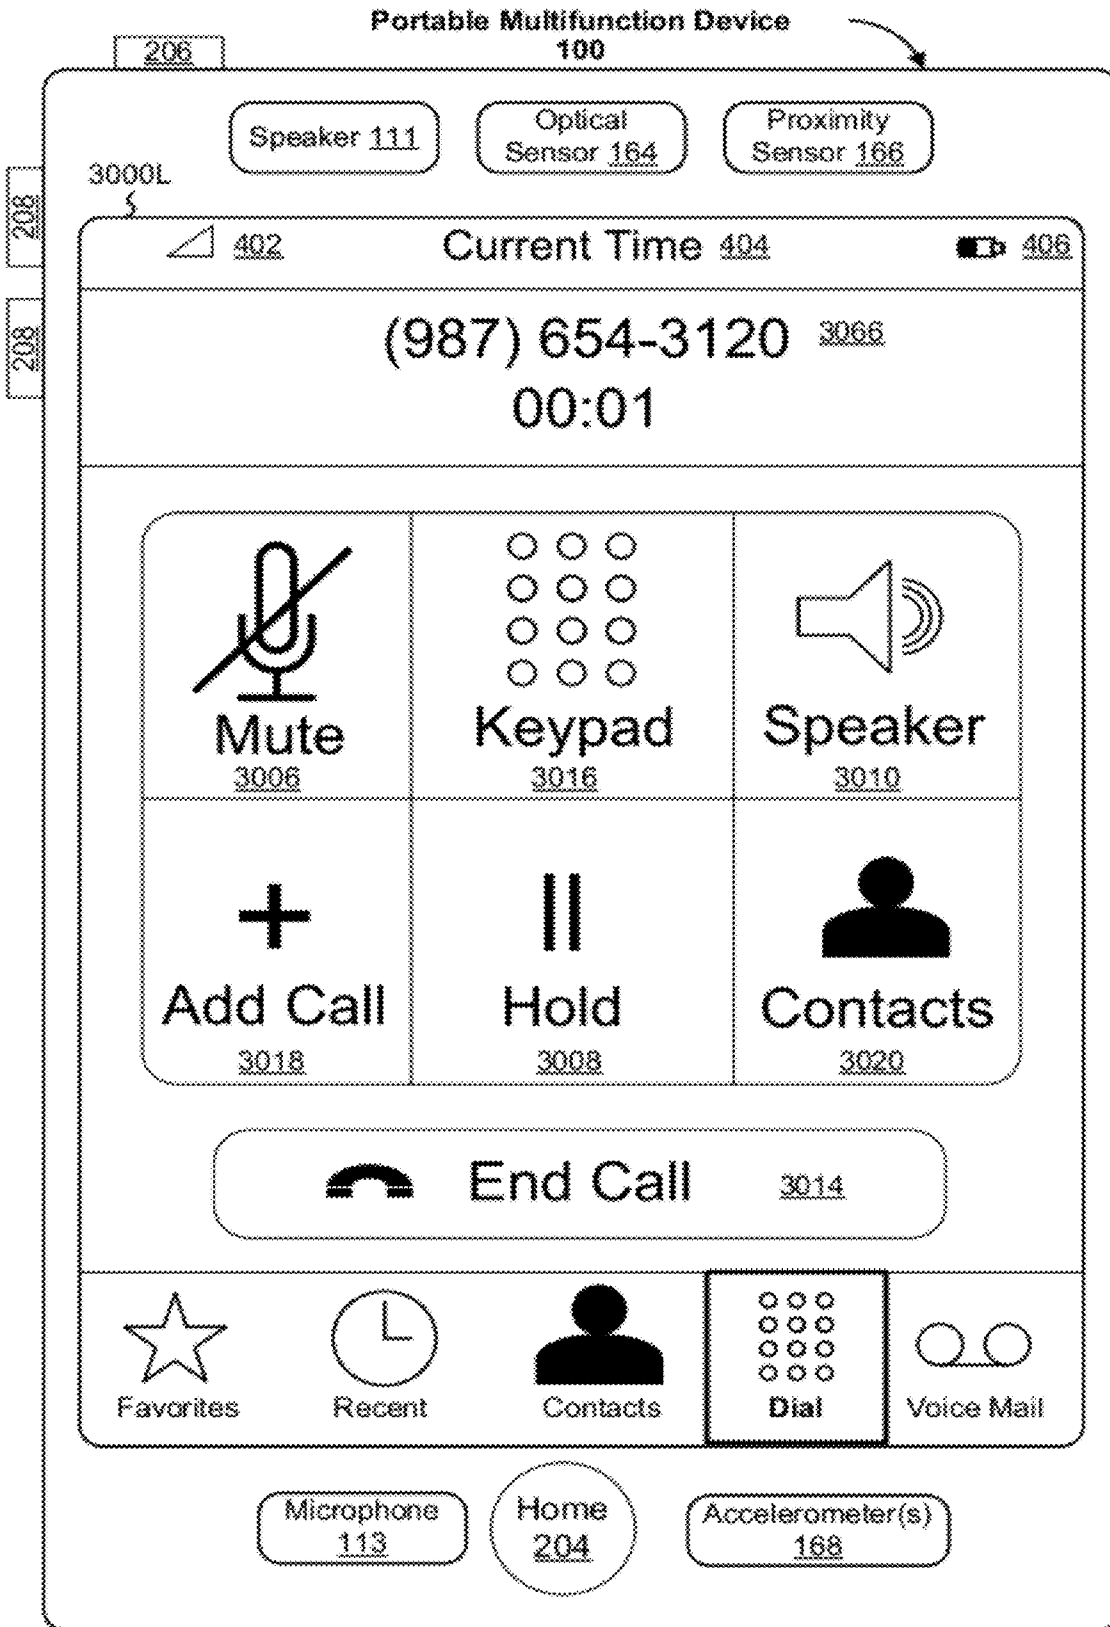 Portable Multifunction Device
100
206
Speaker 111
Optical
Sensor 164
Proximity
Sensor 166
3000L
208
208
402
Current Time 404
406
(987) 654-3120 3066
00:01
Mute
3006
Keypad
3016
Speaker
3010
Add Call
3018
Hold
3008
Contacts
3020
End Call 3014
Favorites
Recent
Contacts
Dial
Voice Mail
Microphone
113
Home
204
Accelerometer(s)
168